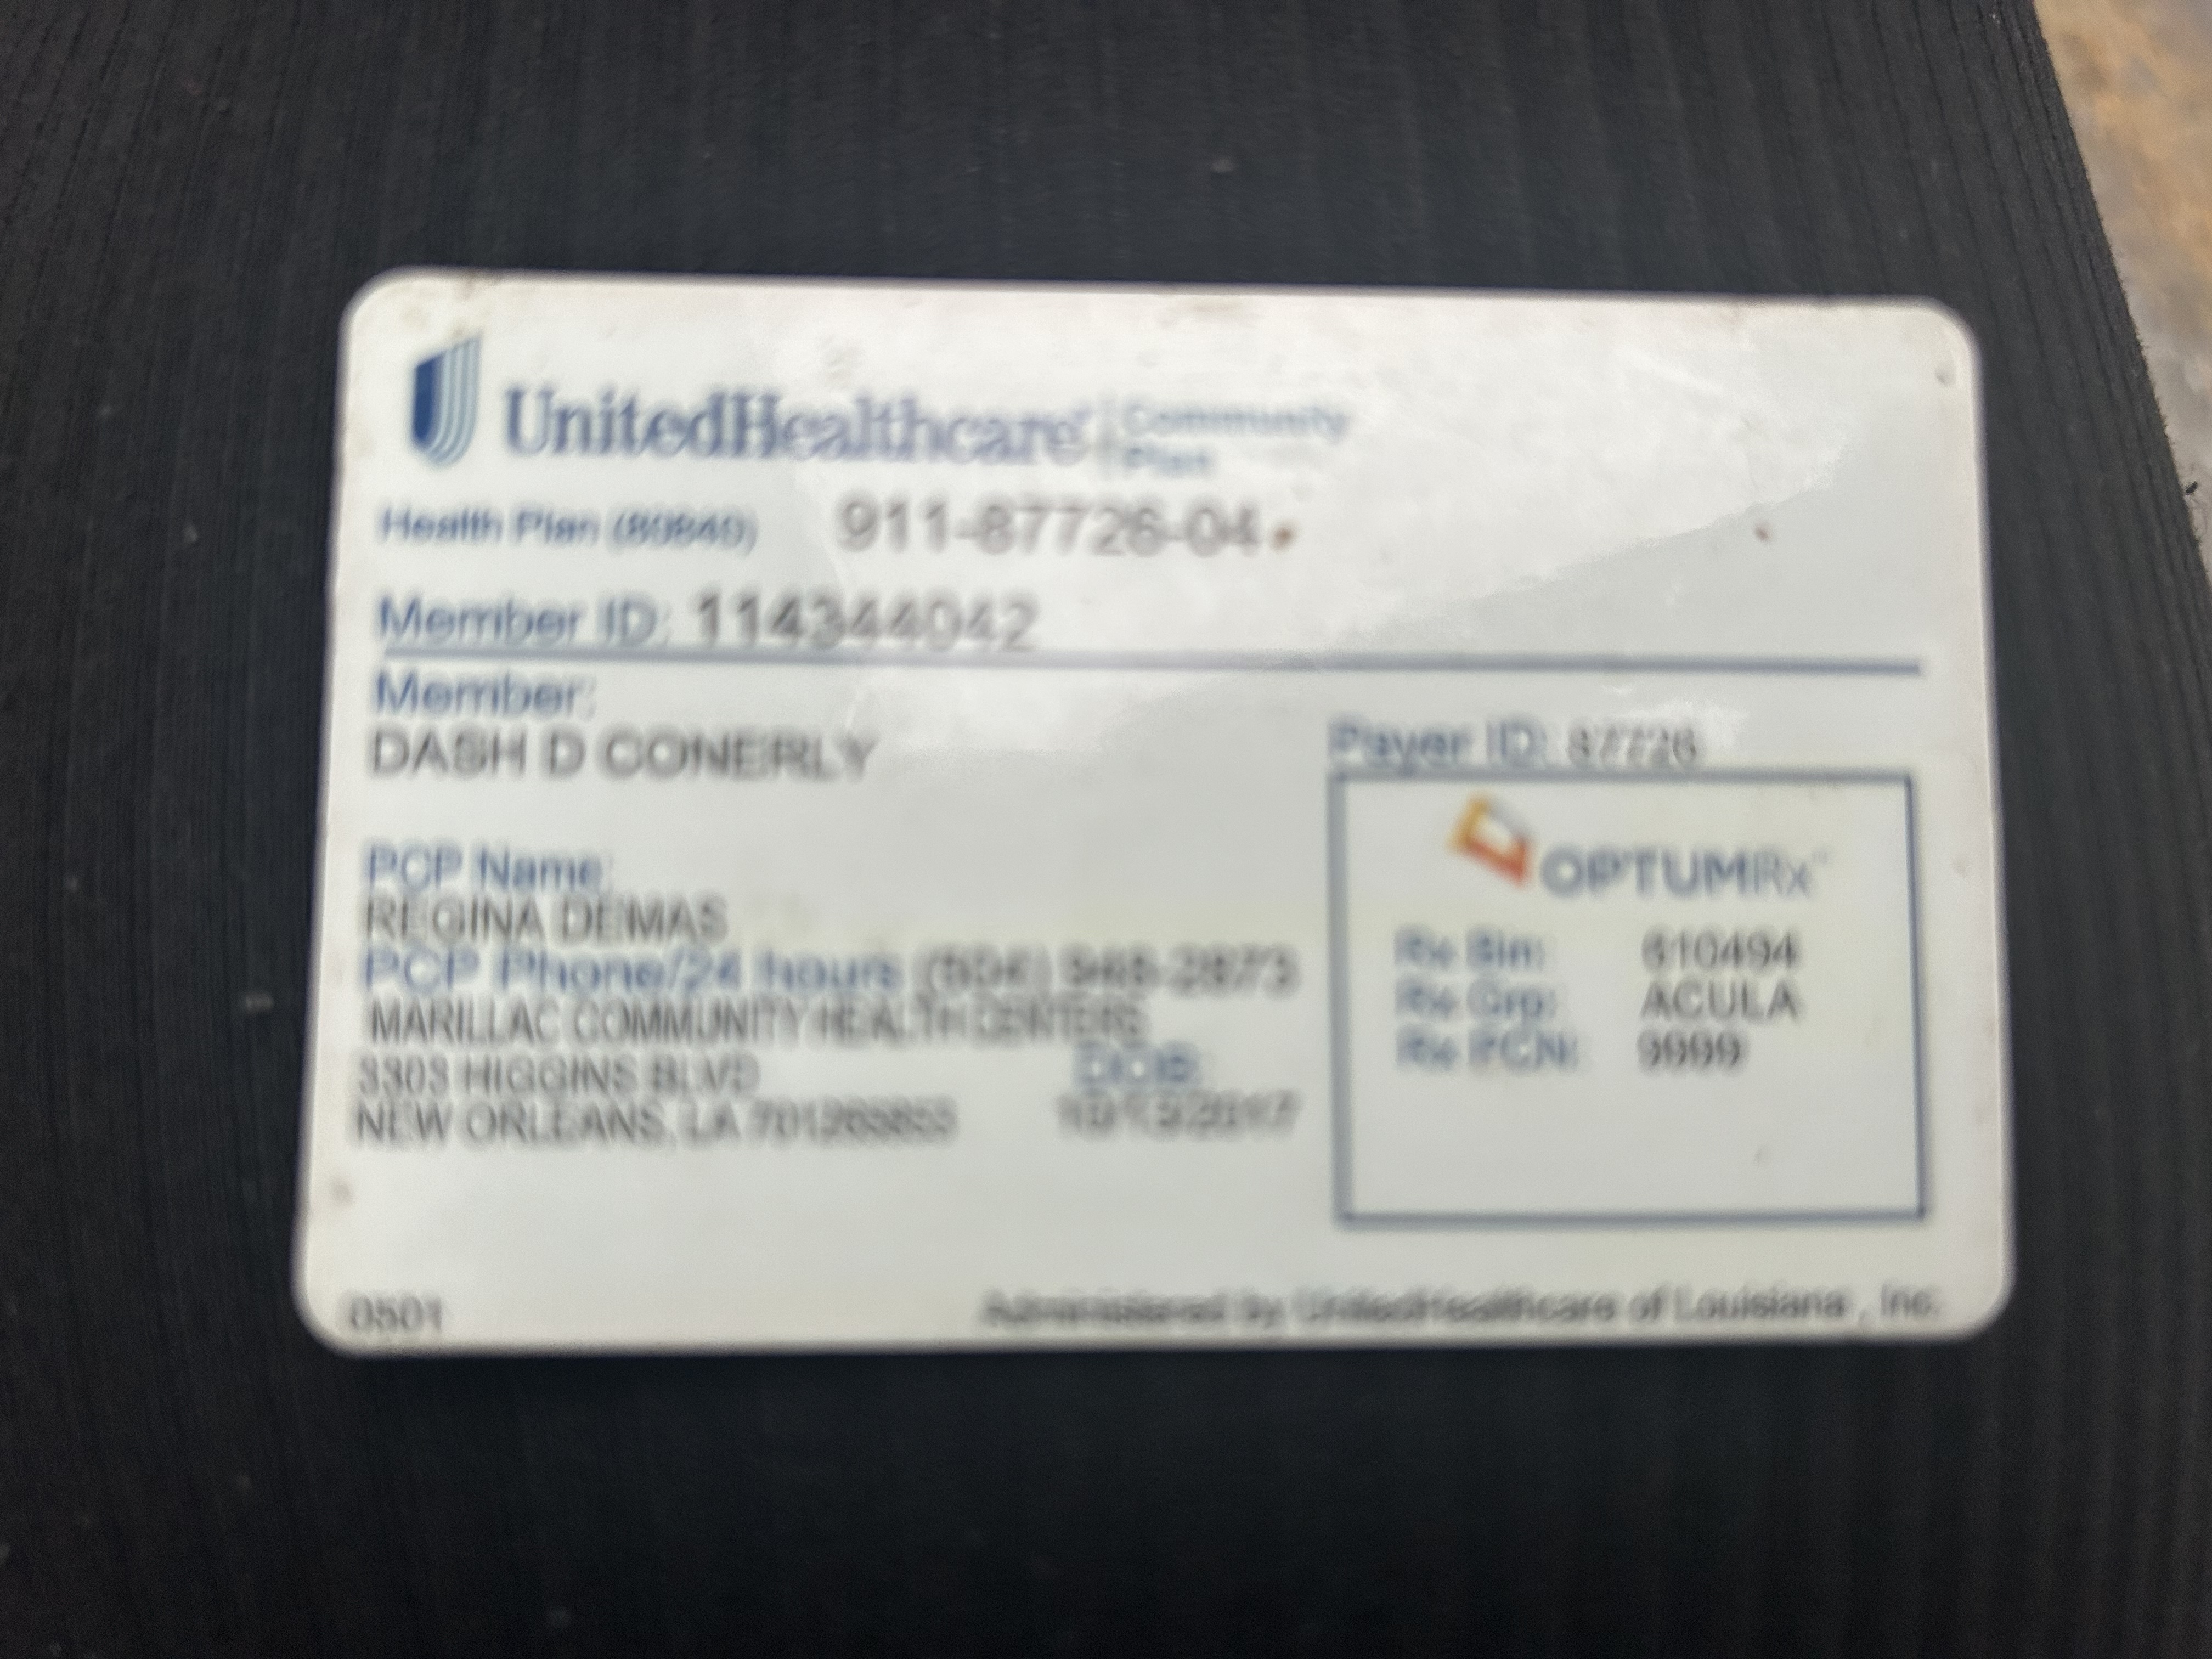 UnitedHealthcare | Community Plan
Health Plan (80840) 911-87726-04
Member ID: 114344042
Member:
DASH D CONERLY
Payer ID: 87726
PCP Name:
REGINA DEMAS
PCP Phone/24 hours (504)
MARILLAC COMMUNITY HEALTH CENTERS
3303 HIGGINS BLVD
DOB:
NEW ORLEANS, LA
OPTUMRx
Rx Bin: 610494
Rx Grp: ACULA
Rx PCN: 9999
0501
Administered by UnitedHealthcare of Louisiana , Inc.